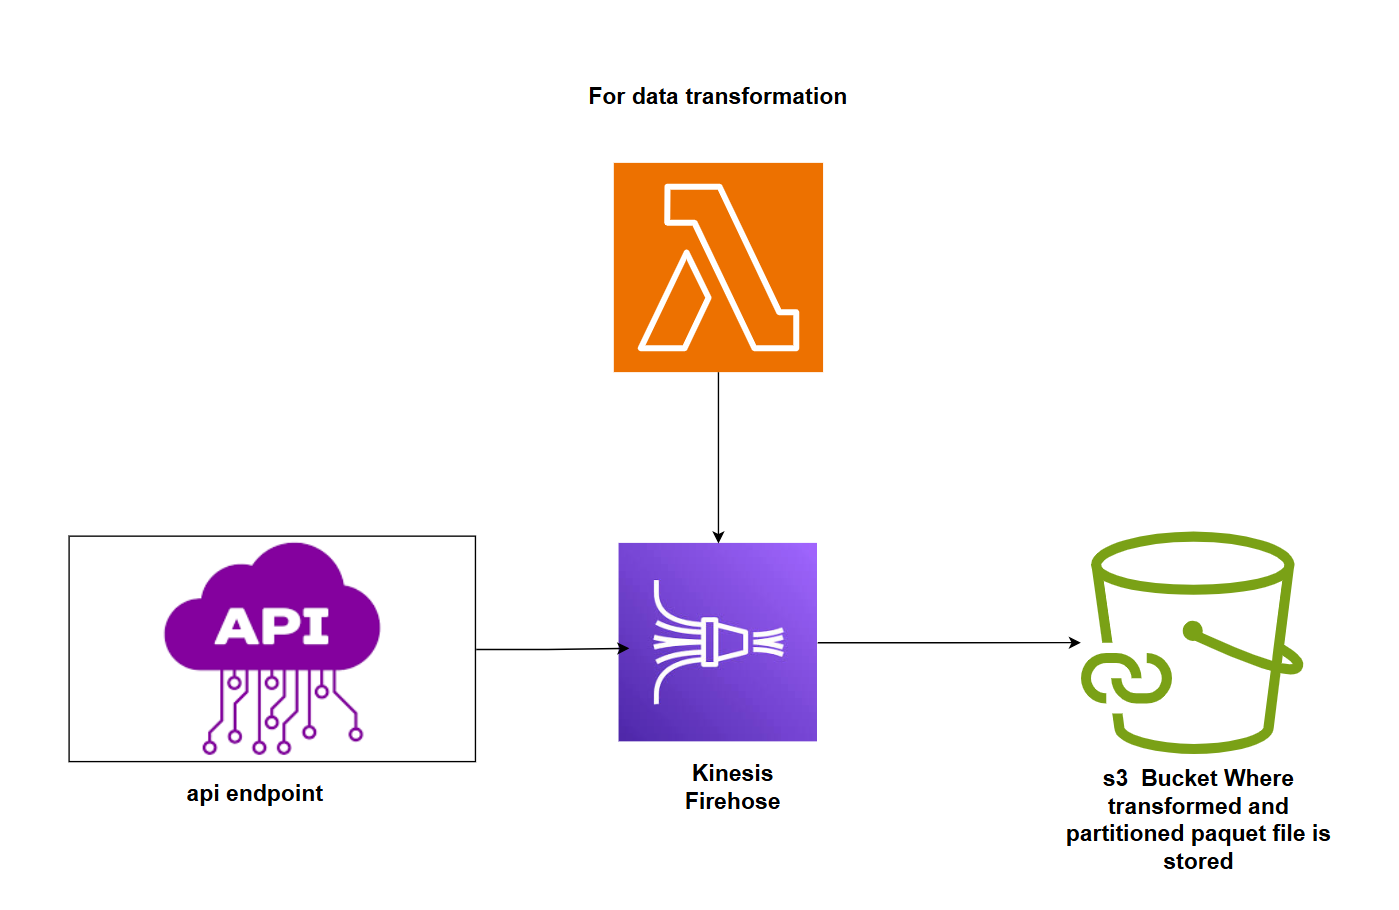 For data transformation
API
api endpoint
Kinesis
Firehose
s3  Bucket Where
transformed and
partitioned paquet file is
stored